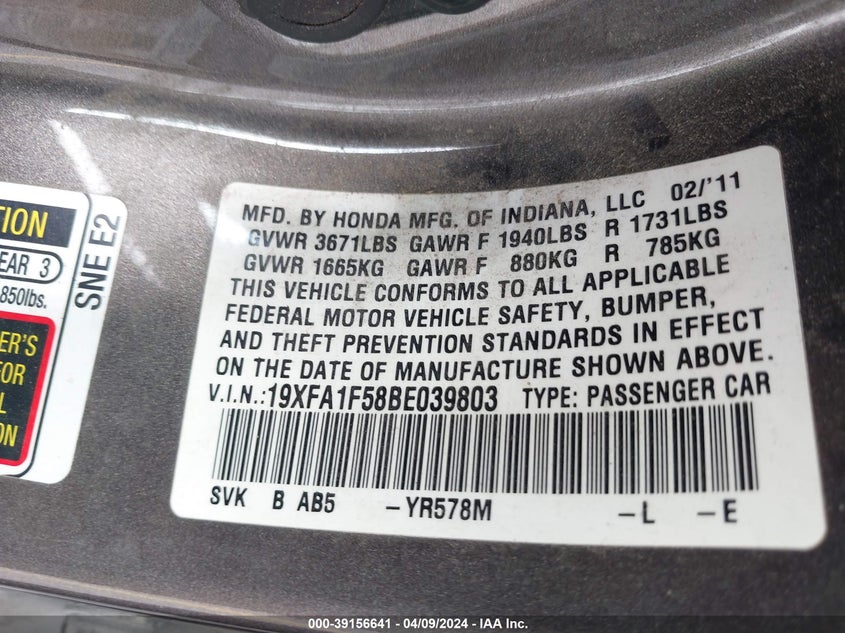 TION
EAR 3
850lbs.
ER'S
FOR
L
ON
SNE E2
MFD. BY HONDA MFG. OF INDIANA, LLC 02/'11
GVWR 3671LBS GAWR F 1940LBS R 1731LBS
GVWR 1665KG GAWR F 880KG R 785KG
THIS VEHICLE CONFORMS TO ALL APPLICABLE
FEDERAL MOTOR VEHICLE SAFETY, BUMPER,
AND THEFT PREVENTION STANDARDS IN EFFECT
ON THE DATE OF MANUFACTURE SHOWN ABOVE.
V.I.N.:19XFA1F58BE039803 TYPE: PASSENGER CAR
SVK B AB5 -YR578M -L -E
000-39156641 - 04/09/2024 - IAA Inc.